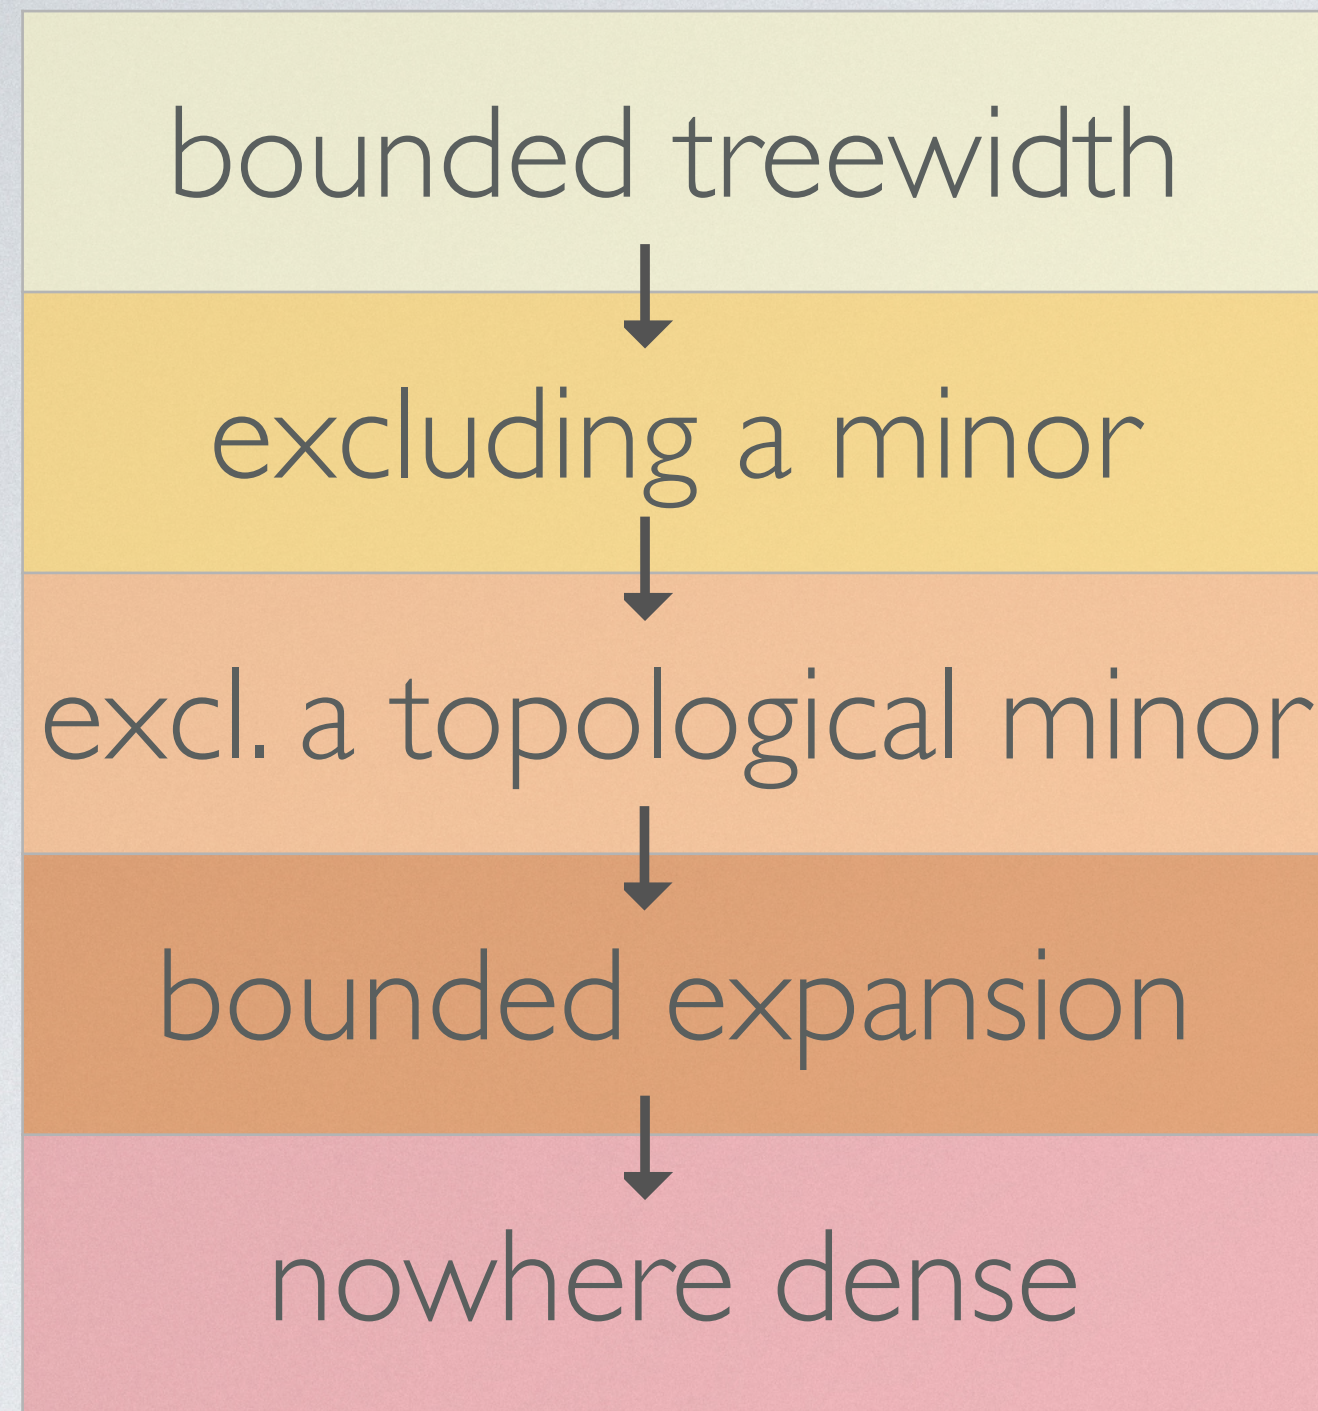 bounded treewidth
excluding a minor
excl. a topological minor
bounded expansion
nowhere dense